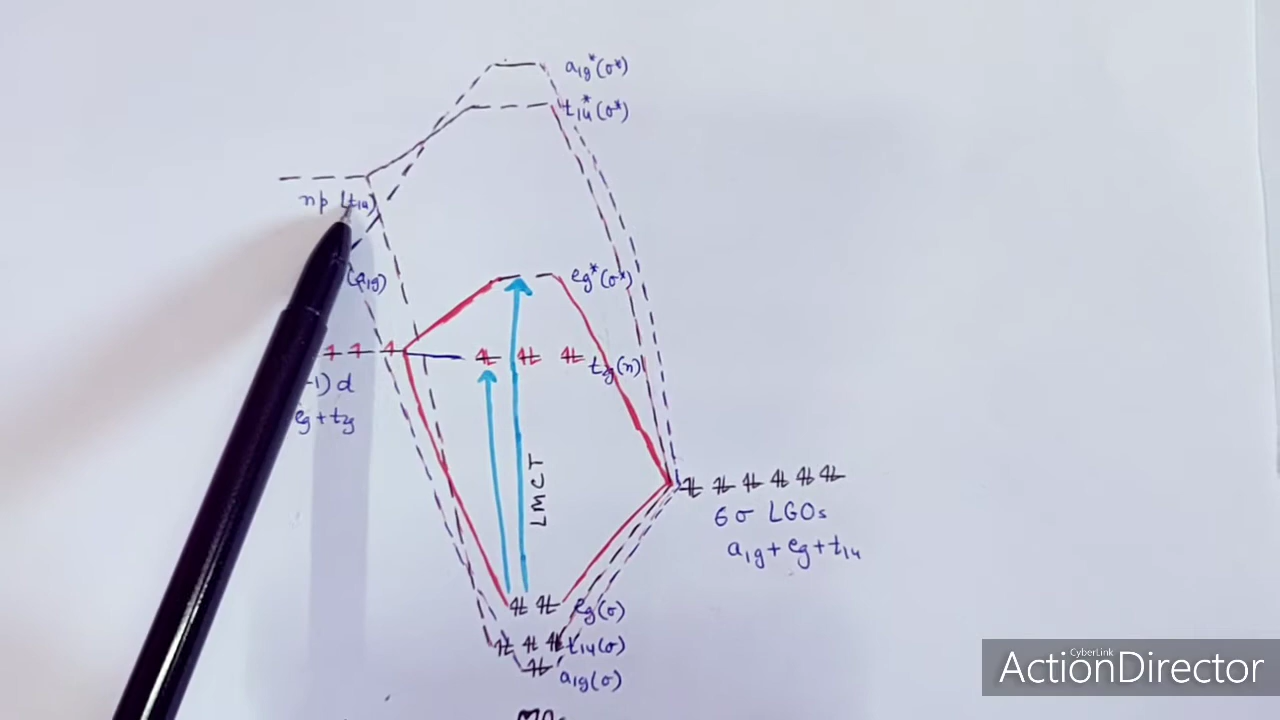 a1g*(σ*)
t1u*(σ*)
np (t1u)
(a1g)
eg*(σ*)
t2g(n)
-1) d
eg + t2g
LMCT
6σ LGOs
a1g + eg + t1u
eg(σ)
t1u(σ)
a1g(σ)
CyberLink
ActionDirector